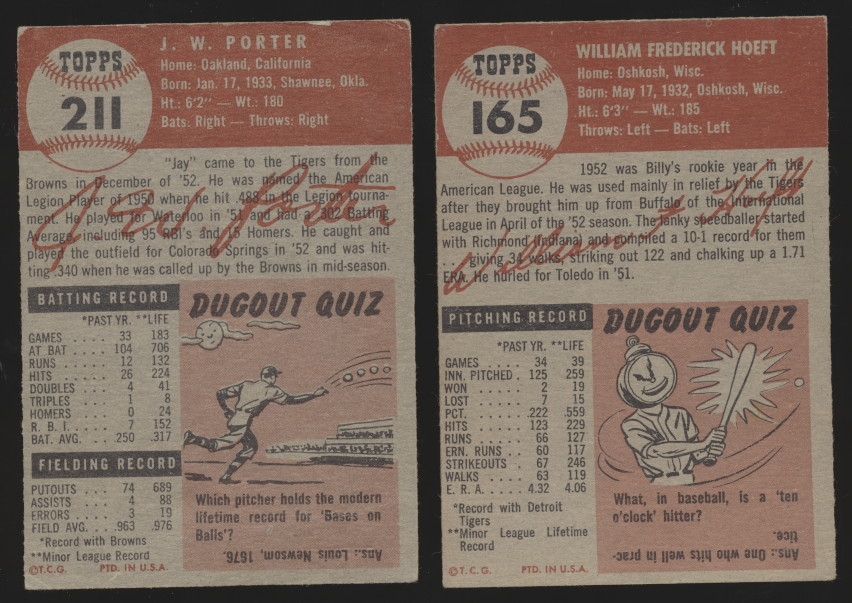 TOPPS
211
J. W. PORTER
Home: Oakland, California
Born: Jan. 17, 1933, Shawnee, Okla.
Ht.: 6'2" — Wt.: 180
Bats: Right — Throws: Right
"Jay" came to the Tigers from the
Browns in December of '52. He was named the American
Legion Player of 1950 when he hit .488 in the Legion tourna-
ment. He played for Waterloo in '51 and had a .302 Batting
Average including 95 RBI's and 15 Homers. He caught and
played the outfield for Colorado Springs in '52 and was hit-
ting .340 when he was called up by the Browns in mid-season.
J. W. Porter
BATTING RECORD
*PAST YR. **LIFE
GAMES . . . . 33 183
AT BAT . . . . 104 706
RUNS . . . . 12 132
HITS . . . . 26 224
DOUBLES . . . 4 41
TRIPLES . . . 1 8
HOMERS . . . 0 24
R. B. I. . . . . 7 152
BAT. AVG. . . .250 .317
FIELDING RECORD
PUTOUTS . . . 74 689
ASSISTS . . . 4 88
ERRORS . . . 3 19
FIELD AVG. . .963 .976
*Record with Browns
**Minor League Record
DUGOUT QUIZ
Which pitcher holds the modern
lifetime record for 'Bases on
Balls'?
Ans.: Louis Newsom, 1676.
©T.C.G. PTD. IN U.S.A.
TOPPS
165
WILLIAM FREDERICK HOEFT
Home: Oshkosh, Wisc.
Born: May 17, 1932, Oshkosh, Wisc.
Ht.: 6'3" — Wt.: 185
Throws: Left — Bats: Left
1952 was Billy's rookie year in the
American League. He was used mainly in relief by the Tigers
after they brought him up from Buffalo of the International
League in April of the '52 season. The lanky speedballer started
with Richmond (Indiana) and compiled a 10-1 record for them
. . giving 34 walks, striking out 122 and chalking up a 1.71
ERA. He hurled for Toledo in '51.
PITCHING RECORD
*PAST YR. **LIFE
GAMES . . . . 34 39
INN. PITCHED . 125 259
WON . . . . 2 19
LOST . . . . 7 15
PCT. . . . . .222 .559
HITS . . . . 123 229
RUNS . . . . 66 127
ERN. RUNS . . 60 117
STRIKEOUTS . . 67 246
WALKS . . . . 63 119
E. R. A. . . . 4.32 4.06
*Record with Detroit
Tigers
**Minor League Lifetime
Record
DUGOUT QUIZ
What, in baseball, is a 'ten
o'clock' hitter?
Ans.: One who hits well in prac-
tice.
©T.C.G. PTD. IN U.S.A.